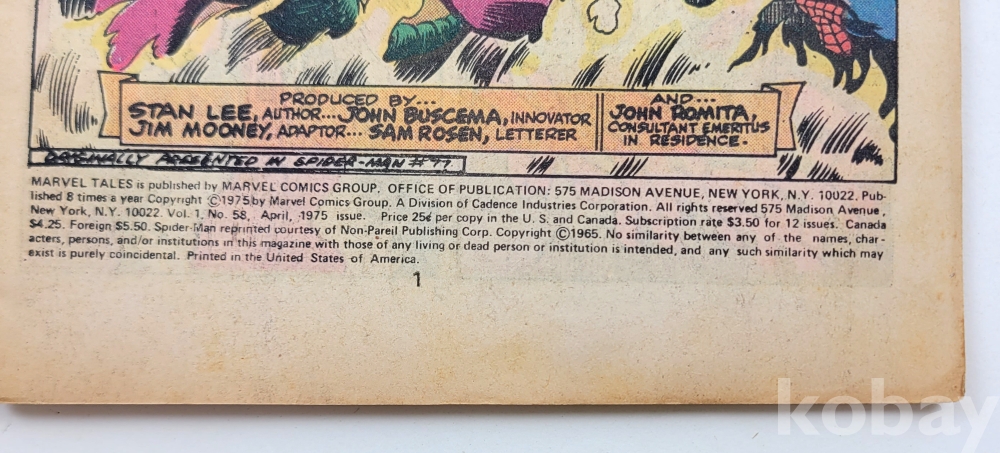 PRODUCED BY...
STAN LEE, AUTHOR... JOHN BUSCEMA, INNOVATOR
JIM MOONEY, ADAPTOR... SAM ROSEN, LETTERER
AND...
JOHN ROMITA,
CONSULTANT EMERITUS
IN RESIDENCE.
ORIGINALLY PRESENTED IN SPIDER-MAN #77
MARVEL TALES is published by MARVEL COMICS GROUP, OFFICE OF PUBLICATION: 575 MADISON AVENUE, NEW YORK, N.Y. 10022. Pub-
lished 8 times a year Copyright ©1975 by Marvel Comics Group. A Division of Cadence Industries Corporation. All rights reserved 575 Madison Avenue,
New York, N.Y. 10022. Vol. 1, No. 58, April, 1975 issue. Price 25¢ per copy in the U. S. and Canada. Subscription rate $3.50 for 12 issues. Canada
$4.25. Foreign $5.50. Spider-Man reprinted courtesy of Non-Pareil Publishing Corp. Copyright ©1965. No similarity between any of the names, char-
acters, persons, and/or institutions in this magazine with those of any living or dead person or institution is intended, and any such similarity which may
exist is purely coincidental. Printed in the United States of America.
1
kobay